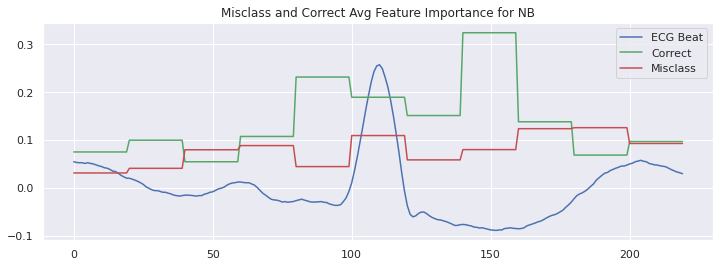 Misclass and Correct Avg Feature Importance for NB
ECG Beat
Correct
Misclass
0.3
0.2
0.1
0.0
−0.1
0
50
100
150
200